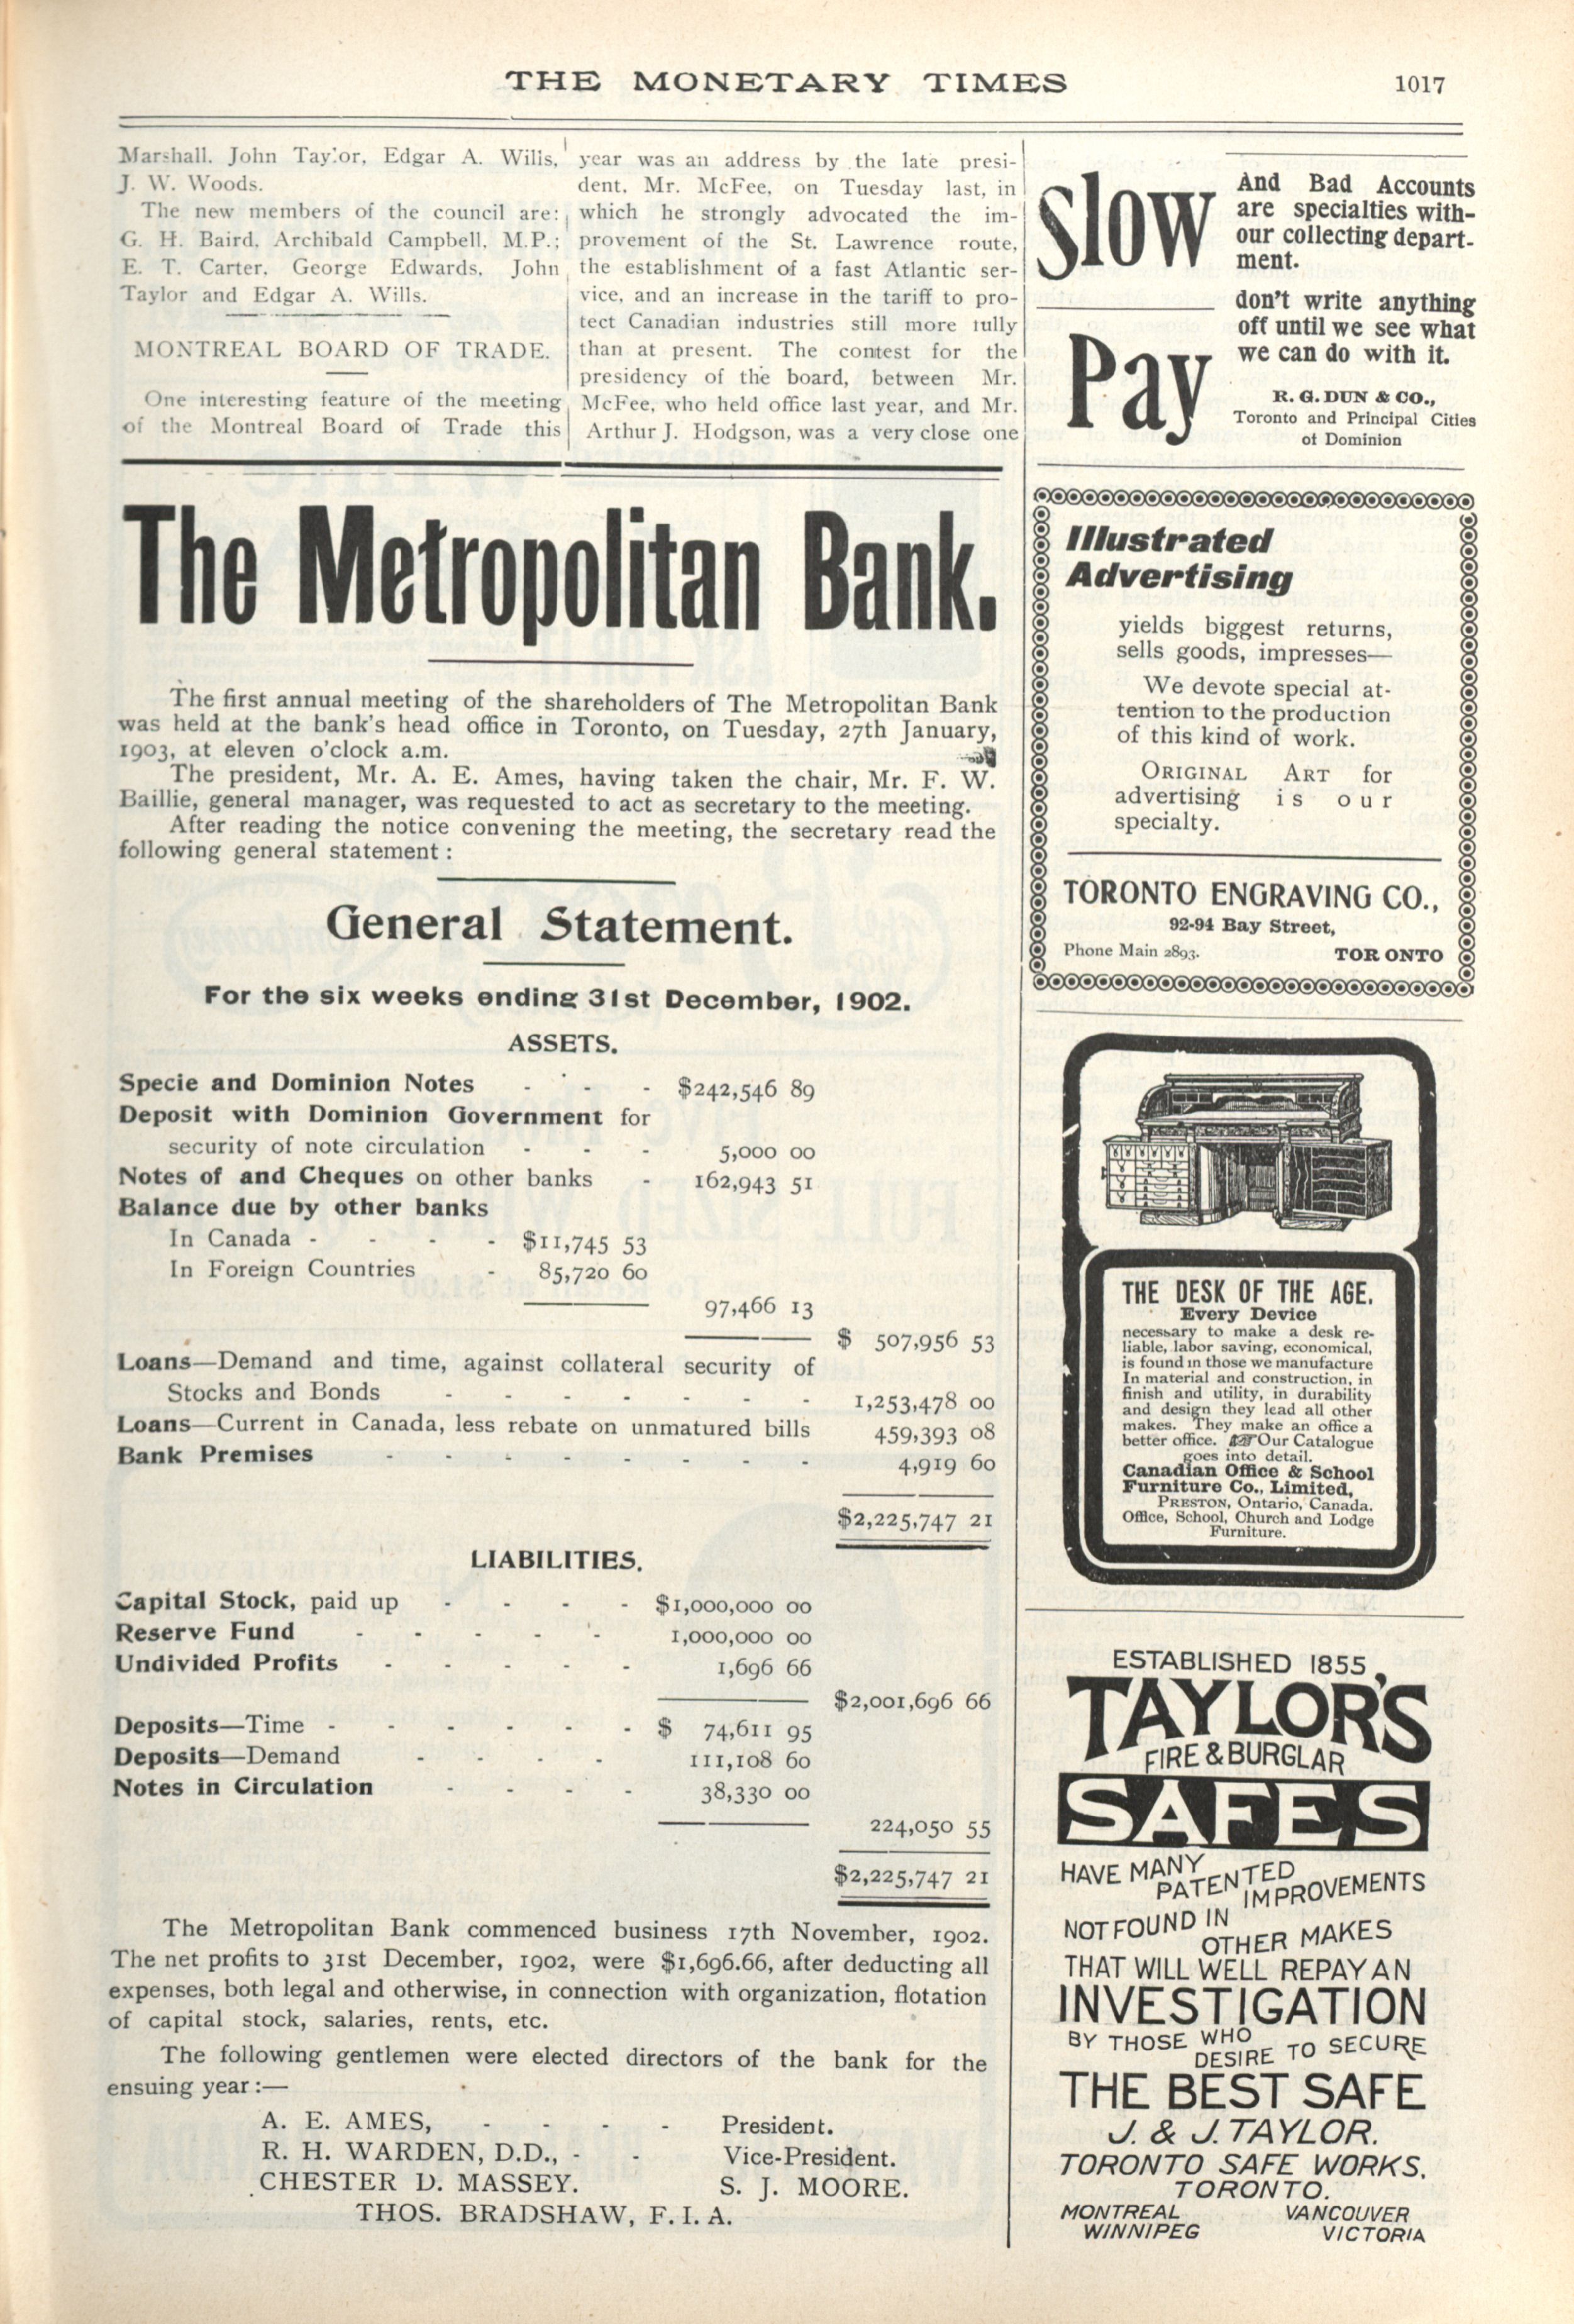 THE MONETARY TIMES
1017
Marshall, John Taylor, Edgar A. Wills,
J. W. Woods.
The new members of the council are:
G. H. Baird, Archibald Campbell, M.P.;
E. T. Carter, George Edwards, John
Taylor and Edgar A. Wills.
MONTREAL BOARD OF TRADE.
One interesting feature of the meeting
of the Montreal Board of Trade this
year was an address by the late presi-
dent, Mr. McFee, on Tuesday last, in
which he strongly advocated the im-
provement of the St. Lawrence route,
the establishment of a fast Atlantic ser-
vice, and an increase in the tariff to pro-
tect Canadian industries still more fully
than at present. The contest for the
presidency of the board, between Mr.
McFee, who held office last year, and Mr.
Arthur J. Hodgson, was a very close one
The Metropolitan Bank.
The first annual meeting of the shareholders of The Metropolitan Bank
was held at the bank's head office in Toronto, on Tuesday, 27th January,
1903, at eleven o'clock a.m.
The president, Mr. A. E. Ames, having taken the chair, Mr. F. W.
Baillie, general manager, was requested to act as secretary to the meeting.
After reading the notice convening the meeting, the secretary read the
following general statement :
General Statement.
For the six weeks ending 31st December, 1902.
ASSETS.
Specie and Dominion Notes - - - $242,546 89
Deposit with Dominion Government for
security of note circulation - - - 5,000 00
Notes of and Cheques on other banks - 162,943 51
Balance due by other banks
In Canada - - - - $11,745 53
In Foreign Countries - 85,720 60
97,466 13
$ 507,956 53
Loans—Demand and time, against collateral security of
Stocks and Bonds - - - - - - - 1,253,478 00
Loans—Current in Canada, less rebate on unmatured bills 459,393 08
Bank Premises - - - - - - - - 4,919 60
$2,225,747 21
LIABILITIES.
Capital Stock, paid up - - - - $1,000,000 00
Reserve Fund - - - - - 1,000,000 00
Undivided Profits - - - - - 1,696 66
$2,001,696 66
Deposits—Time - - - - - - $ 74,611 95
Deposits—Demand - - - - 111,108 60
Notes in Circulation - - - - 38,330 00
224,050 55
$2,225,747 21
The Metropolitan Bank commenced business 17th November, 1902.
The net profits to 31st December, 1902, were $1,696.66, after deducting all
expenses, both legal and otherwise, in connection with organization, flotation
of capital stock, salaries, rents, etc.
The following gentlemen were elected directors of the bank for the
ensuing year :—
A. E. AMES, - - - - President.
R. H. WARDEN, D.D., - - Vice-President.
CHESTER D. MASSEY. S. J. MOORE.
THOS. BRADSHAW, F. I. A.
Slow
Pay
And Bad Accounts
are specialties with-
our collecting depart-
ment.
don't write anything
off until we see what
we can do with it.
R. G. DUN & CO.,
Toronto and Principal Cities
of Dominion
Illustrated
Advertising
yields biggest returns,
sells goods, impresses—
We devote special at-
tention to the production
of this kind of work.
ORIGINAL ART for
advertising is our
specialty.
TORONTO ENGRAVING CO.,
92-94 Bay Street,
Phone Main 2893. TORONTO
THE DESK OF THE AGE.
Every Device
necessary to make a desk re-
liable, labor saving, economical,
is found in those we manufacture
In material and construction, in
finish and utility, in durability
and design they lead all other
makes. They make an office a
better office. ☞Our Catalogue
goes into detail.
Canadian Office & School
Furniture Co., Limited,
PRESTON, Ontario, Canada.
Office, School, Church and Lodge
Furniture.
ESTABLISHED 1855
TAYLOR'S
FIRE & BURGLAR
SAFES
HAVE MANY
PATENTED
IMPROVEMENTS
NOT FOUND IN
OTHER MAKES
THAT WILL WELL REPAY AN
INVESTIGATION
BY THOSE WHO
DESIRE TO SECURE
THE BEST SAFE
J. & J. TAYLOR.
TORONTO SAFE WORKS,
TORONTO.
MONTREAL VANCOUVER
WINNIPEG VICTORIA